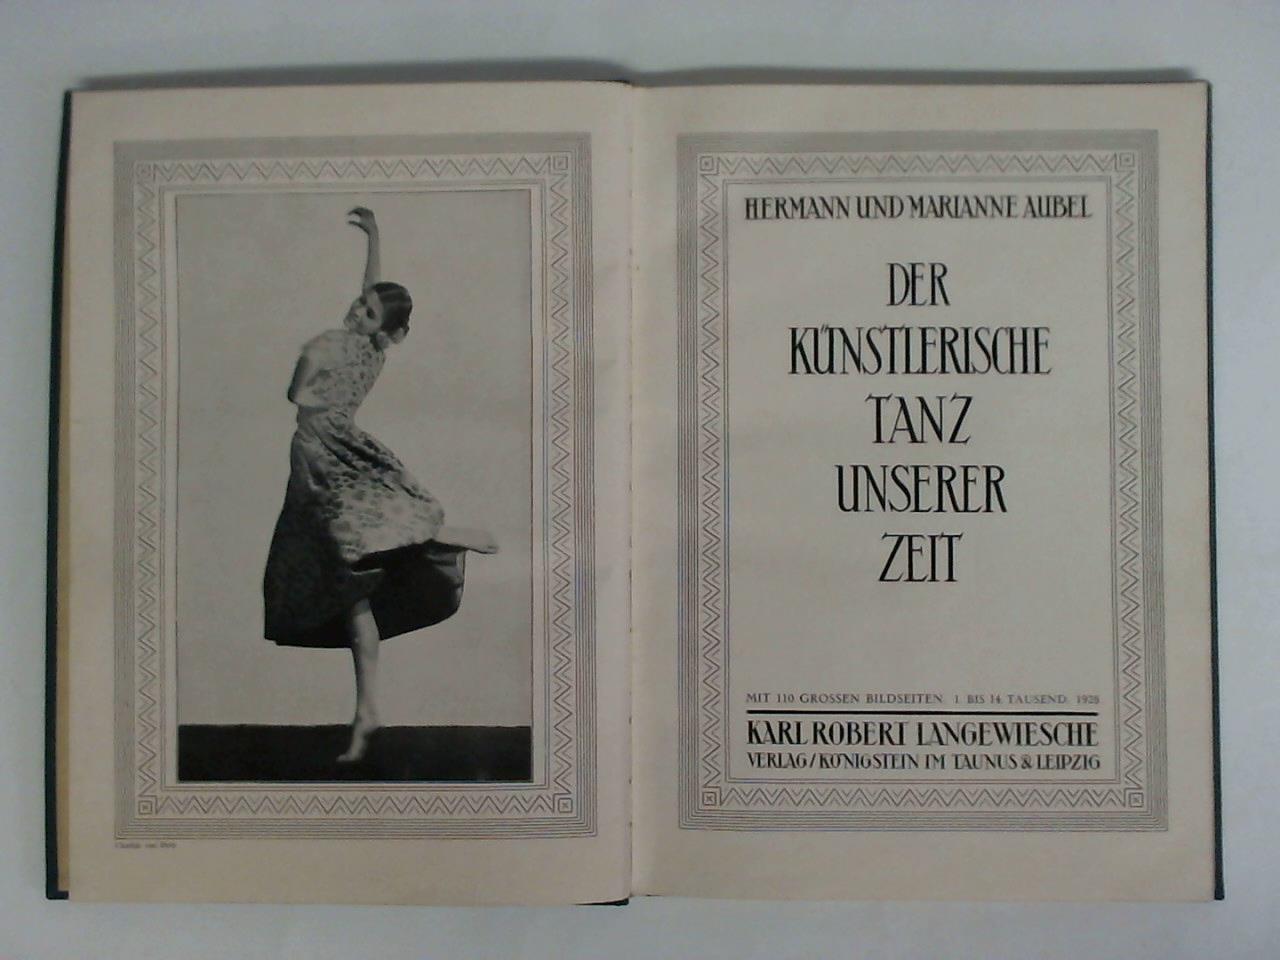 HERMANN UND MARIANNE AUBEL
DER
KÜNSTLERISCHE
TANZ
UNSERER
ZEIT
MIT 110 GROSSEN BILDSEITEN. 1. BIS 14. TAUSEND. 1928
KARL ROBERT LANGEWIESCHE
VERLAG/KÖNIGSTEIN IM TAUNUS & LEIPZIG